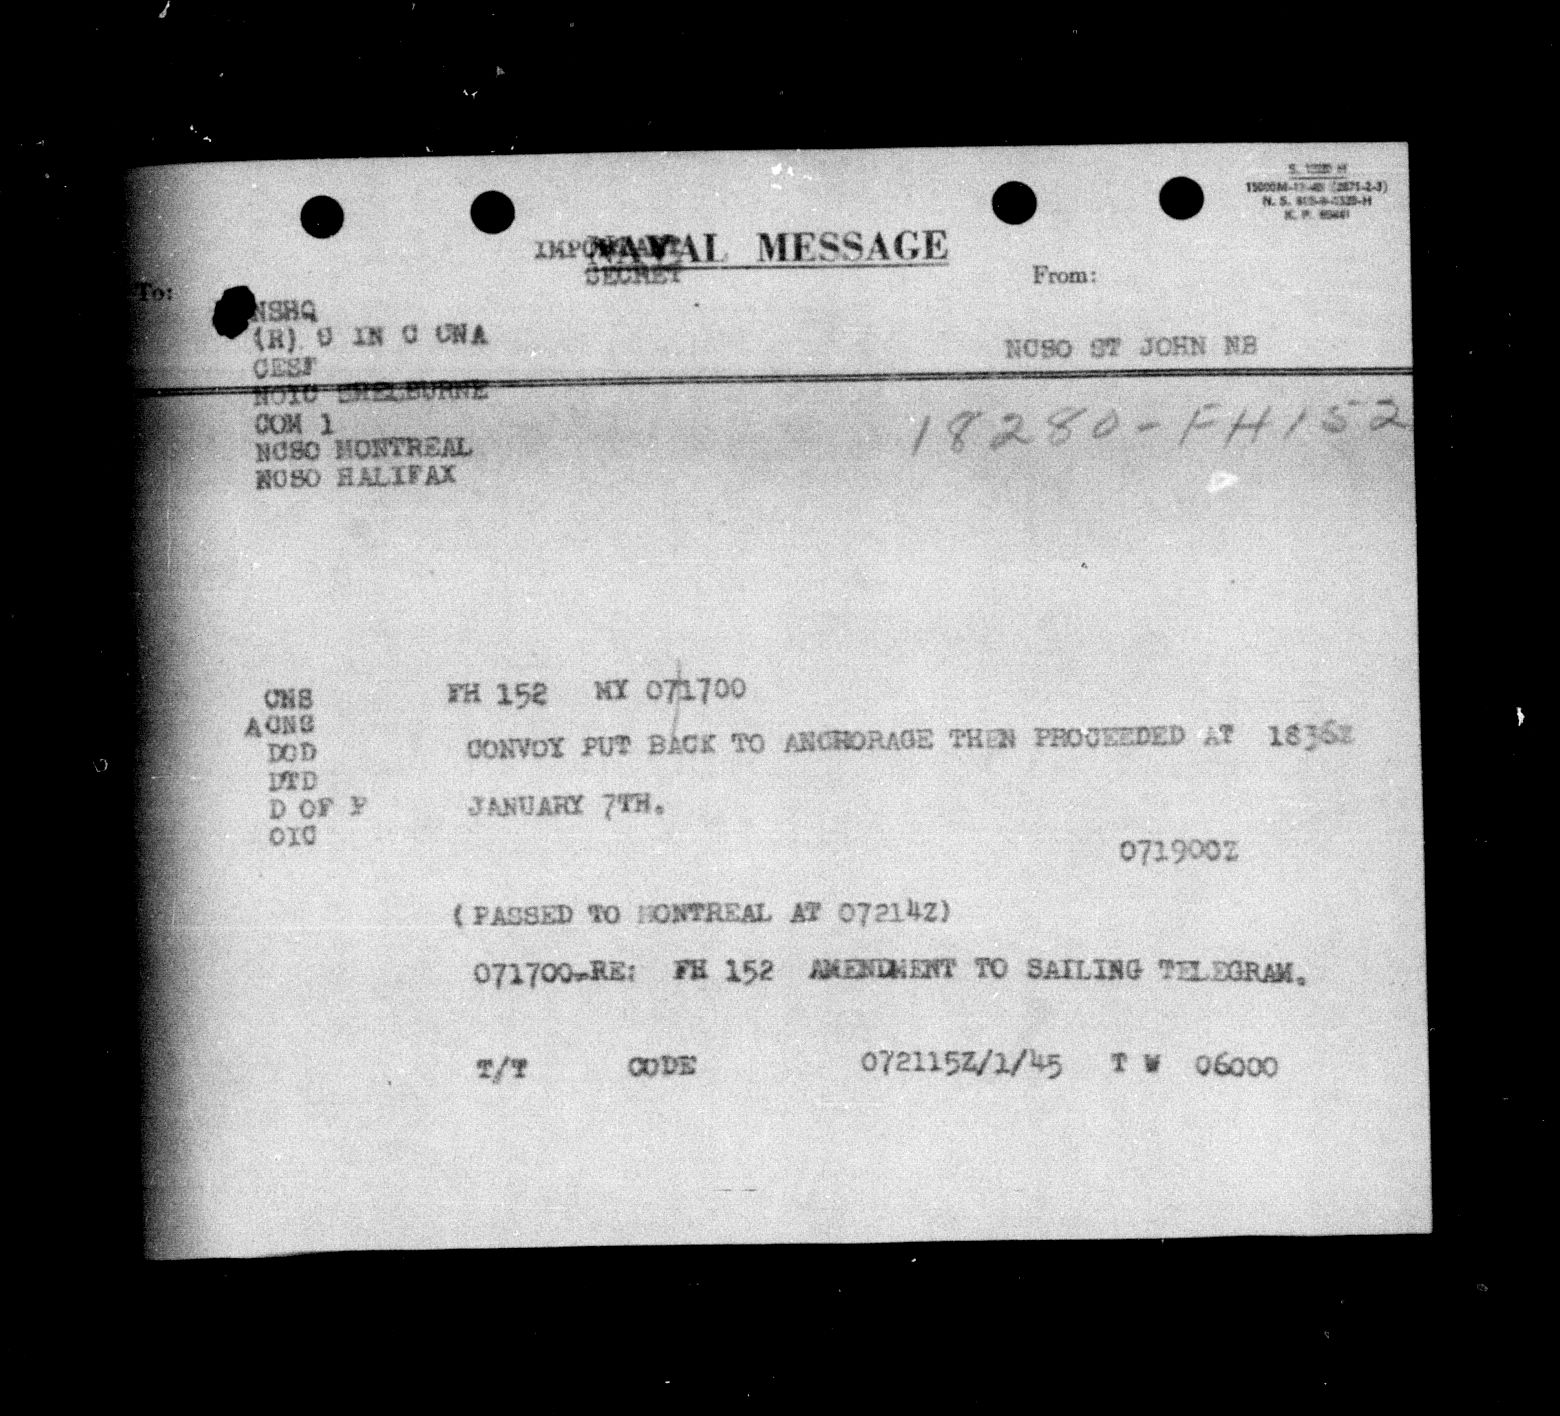 NAVAL MESSAGE
IMPORTANT
SECRET
To:
From:
NSHQ
(R) C IN C CNA
NCSO ST JOHN NB
CESF
NOIC SHELBURNE
COM 1
18280-FH152
NCSO MONTREAL
NCSO HALIFAX
CNS FH 152 MY 071700
ACNS
DOD CONVOY PUT BACK TO ANCHORAGE THEN PROCEEDED AT 1836Z
DTD
D OF P JANUARY 7TH.
OIC
071900Z
(PASSED TO MONTREAL AT 07214Z)
071700-RE: FH 152 AMENDMENT TO SAILING TELEGRAM.
T/T CODE 072115Z/1/45 T W 06000